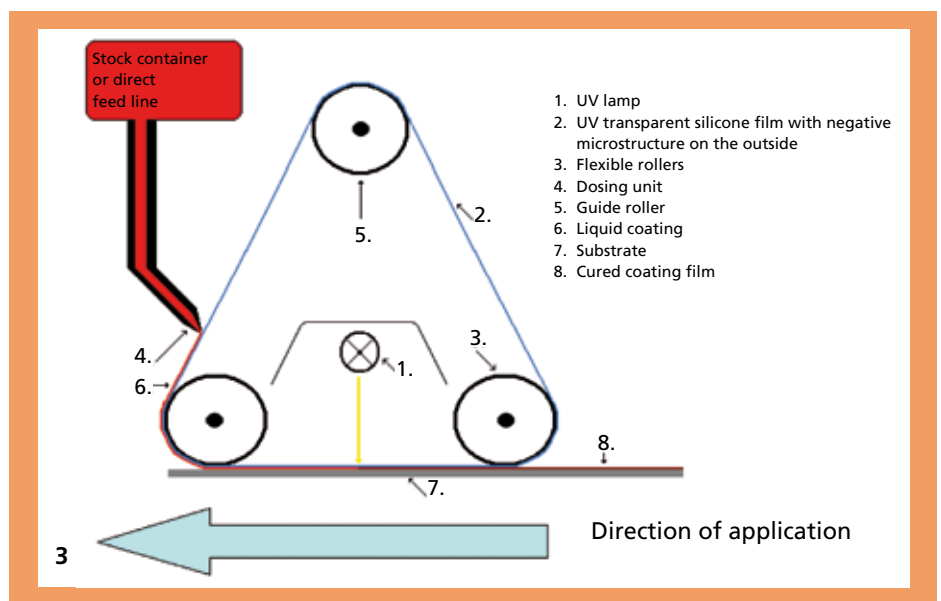 Stock container
or direct
feed line
1. UV lamp
2. UV transparent silicone film with negative
microstructure on the outside
3. Flexible rollers
4. Dosing unit
5. Guide roller
6. Liquid coating
7. Substrate
8. Cured coating film
2.
5.
3.
4.
1.
6.
8.
7.
Direction of application
3